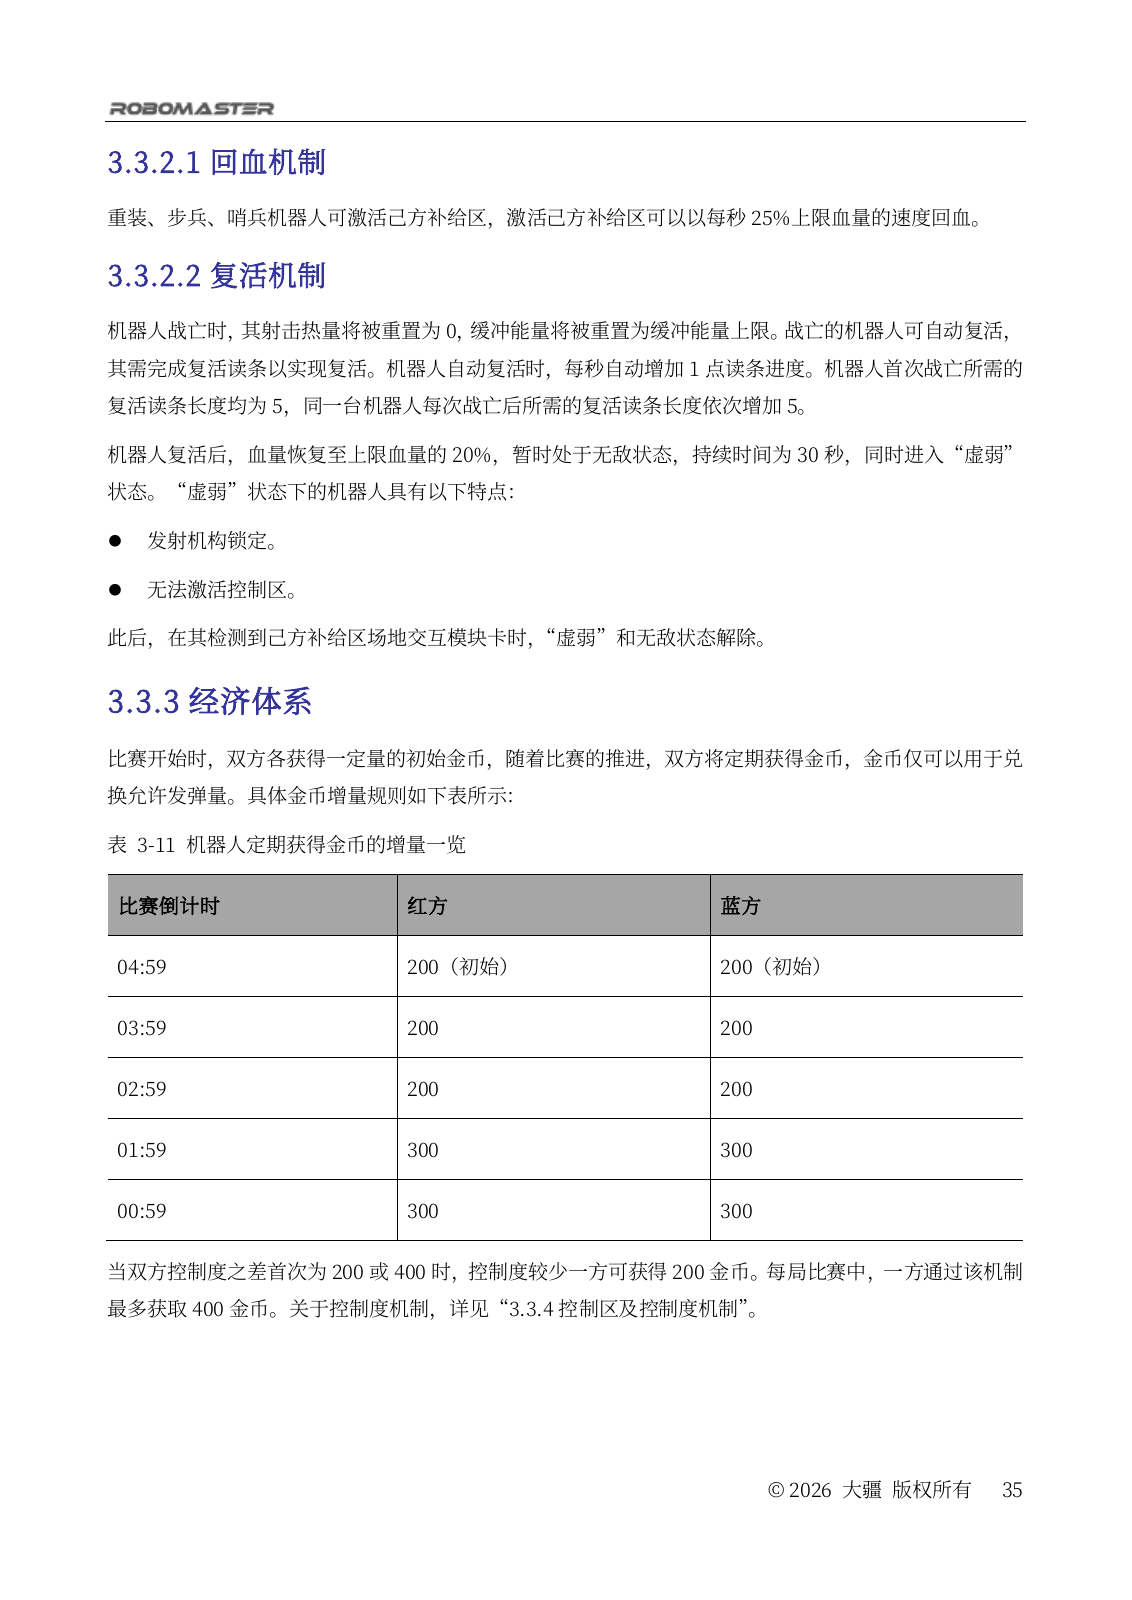 ROBOMASTER
3.3.2.1 回血机制
重装、步兵、哨兵机器人可激活己方补给区，激活己方补给区可以以每秒 25%上限血量的速度回血。
3.3.2.2 复活机制
机器人战亡时，其射击热量将被重置为 0，缓冲能量将被重置为缓冲能量上限。战亡的机器人可自动复活，
其需完成复活读条以实现复活。机器人自动复活时，每秒自动增加 1 点读条进度。机器人首次战亡所需的
复活读条长度均为 5，同一台机器人每次战亡后所需的复活读条长度依次增加 5。
机器人复活后，血量恢复至上限血量的 20%，暂时处于无敌状态，持续时间为 30 秒，同时进入“虚弱”
状态。“虚弱”状态下的机器人具有以下特点：
● 发射机构锁定。
● 无法激活控制区。
此后，在其检测到己方补给区场地交互模块卡时，“虚弱”和无敌状态解除。
3.3.3 经济体系
比赛开始时，双方各获得一定量的初始金币，随着比赛的推进，双方将定期获得金币，金币仅可以用于兑
换允许发弹量。具体金币增量规则如下表所示：
表 3-11 机器人定期获得金币的增量一览
比赛倒计时 红方 蓝方
04:59 200（初始） 200（初始）
03:59 200 200
02:59 200 200
01:59 300 300
00:59 300 300
当双方控制度之差首次为 200 或 400 时，控制度较少一方可获得 200 金币。每局比赛中，一方通过该机制
最多获取 400 金币。关于控制度机制，详见“3.3.4 控制区及控制度机制”。
© 2026 大疆 版权所有 35